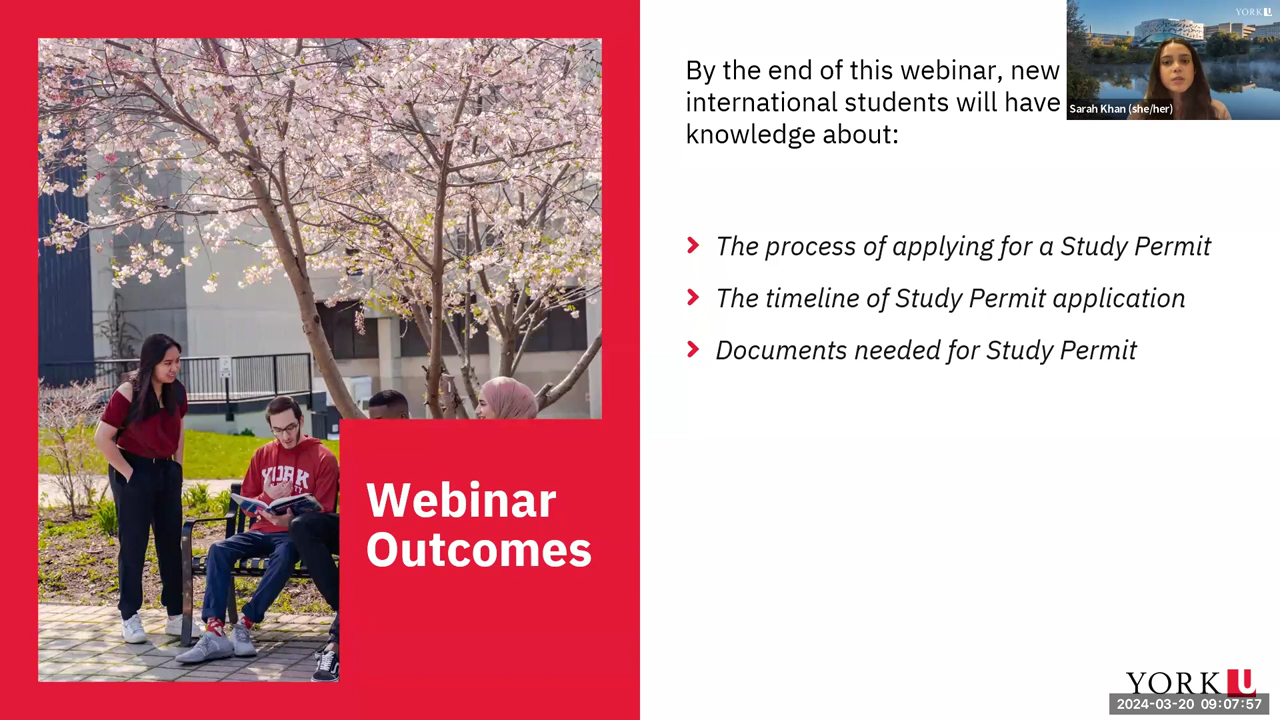 YORK U
By the end of this webinar, new
international students will have
knowledge about:
Sarah Khan (she/her)
The process of applying for a Study Permit
The timeline of Study Permit application
Documents needed for Study Permit
YORK
Webinar
Outcomes
YORK U
2024-03-20 09:07:57